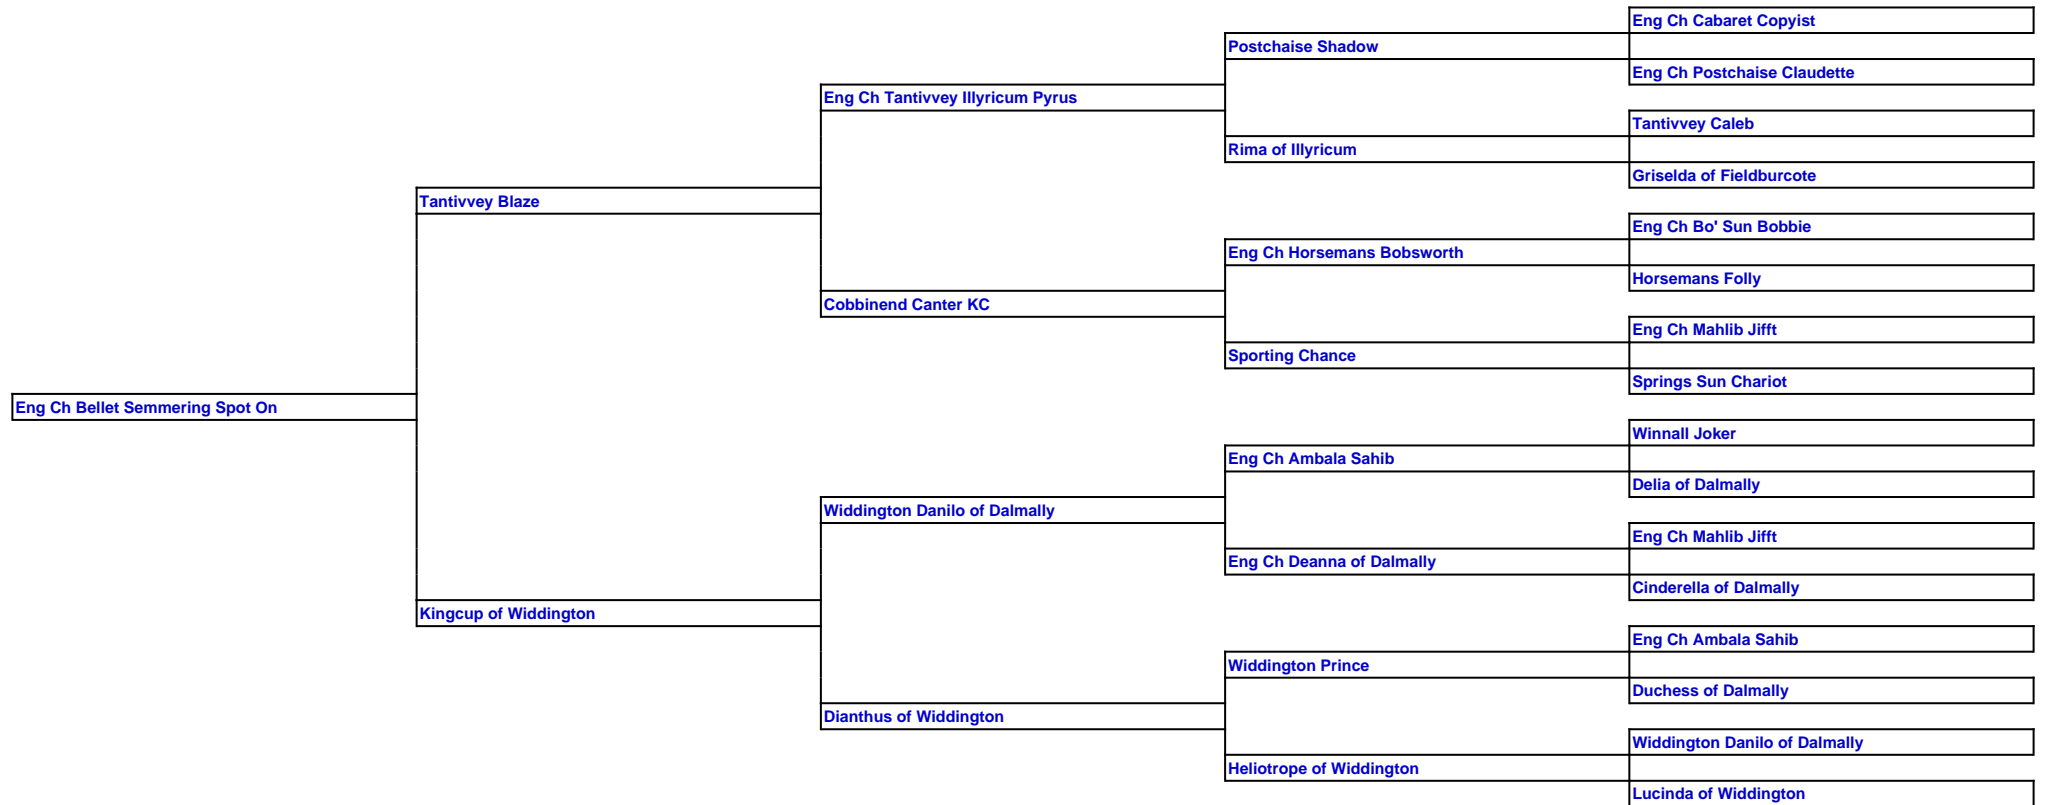 Eng Ch Cabaret Copyist
Postchaise Shadow
Eng Ch Postchaise Claudette
Eng Ch Tantivvey Illyricum Pyrus
Tantivvey Caleb
Rima of Illyricum
Griselda of Fieldburcote
Tantivvey Blaze
Eng Ch Bo' Sun Bobbie
Eng Ch Horsemans Bobsworth
Horsemans Folly
Cobbinend Canter KC
Eng Ch Mahlib Jifft
Sporting Chance
Springs Sun Chariot
Eng Ch Bellet Semmering Spot On
Winnall Joker
Eng Ch Ambala Sahib
Delia of Dalmally
Widdington Danilo of Dalmally
Eng Ch Mahlib Jifft
Eng Ch Deanna of Dalmally
Cinderella of Dalmally
Kingcup of Widdington
Eng Ch Ambala Sahib
Widdington Prince
Duchess of Dalmally
Dianthus of Widdington
Widdington Danilo of Dalmally
Heliotrope of Widdington
Lucinda of Widdington